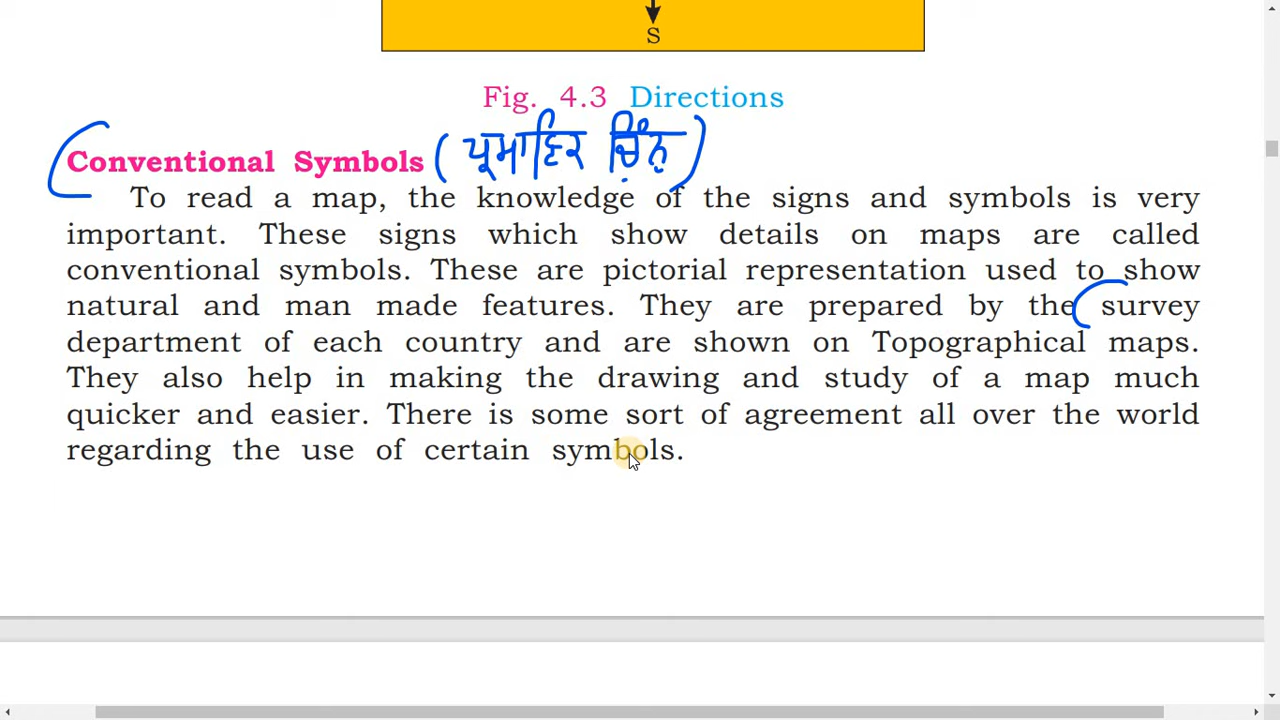 S
Fig. 4.3 Directions
Conventional Symbols (ਪ੍ਰਮਾਣਿਕ ਚਿੰਨ੍ਹ)
To read a map, the knowledge of the signs and symbols is very
important. These signs which show details on maps are called
conventional symbols. These are pictorial representation used to show
natural and man made features. They are prepared by the survey
department of each country and are shown on Topographical maps.
They also help in making the drawing and study of a map much
quicker and easier. There is some sort of agreement all over the world
regarding the use of certain symbols.